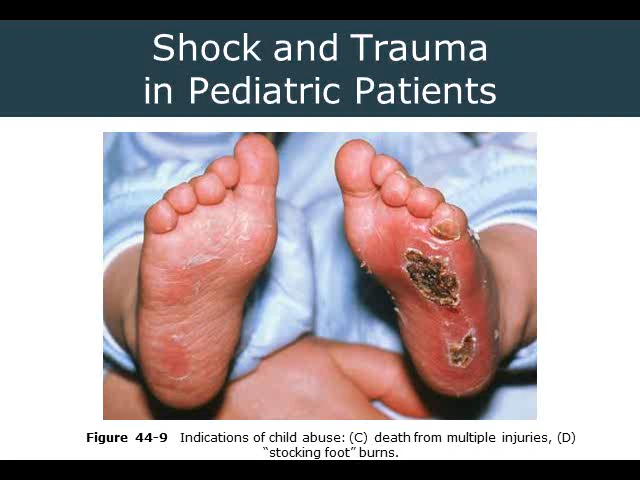 Shock and Trauma
in Pediatric Patients
Figure 44-9 Indications of child abuse: (C) death from multiple injuries, (D)
“stocking foot” burns.